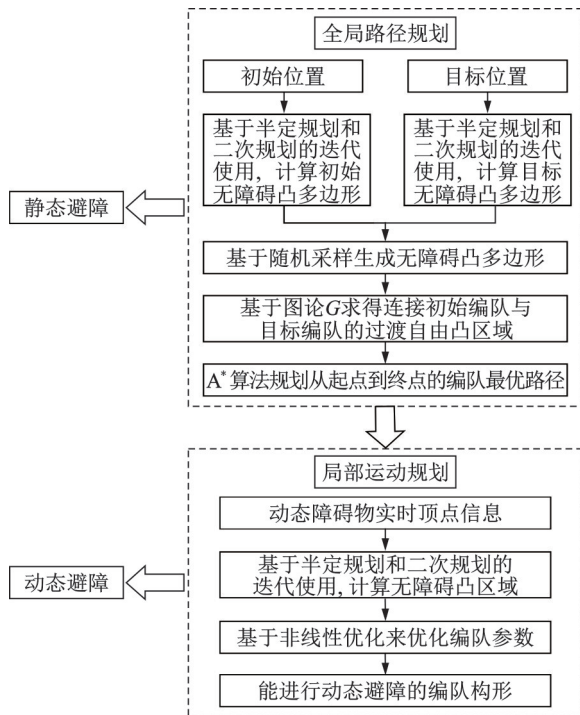 全局路径规划
初始位置
目标位置
基于半定规划和
二次规划的迭代
使用，计算初始
无障碍凸多边形
基于半定规划和
二次规划的迭代
使用，计算目标
无障碍凸多边形
静态避障
基于随机采样生成无障碍凸多边形
基于图论G求得连接初始编队与
目标编队的过渡自由凸区域
A*算法规划从起点到终点的编队最优路径
局部运动规划
动态障碍物实时顶点信息
动态避障
基于半定规划和二次规划的
迭代使用,计算无障碍凸区域
基于非线性优化来优化编队参数
能进行动态避障的编队构形